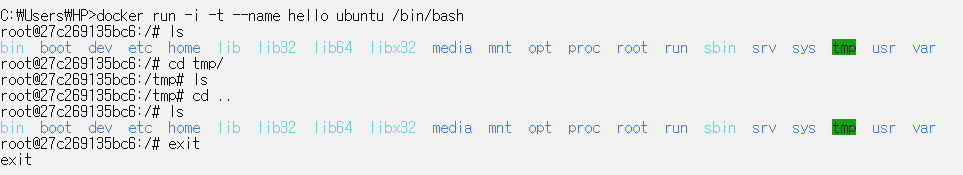 C:₩Users₩HP>docker run -i -t --name hello ubuntu /bin/bash
root@27c269135bc6:/# ls
bin  boot  dev  etc  home  lib  lib32  lib64  libx32  media  mnt  opt  proc  root  run  sbin  srv  sys  tmp  usr  var
root@27c269135bc6:/# cd tmp/
root@27c269135bc6:/tmp# ls
root@27c269135bc6:/tmp# cd ..
root@27c269135bc6:/# ls
bin  boot  dev  etc  home  lib  lib32  lib64  libx32  media  mnt  opt  proc  root  run  sbin  srv  sys  tmp  usr  var
root@27c269135bc6:/# exit
exit